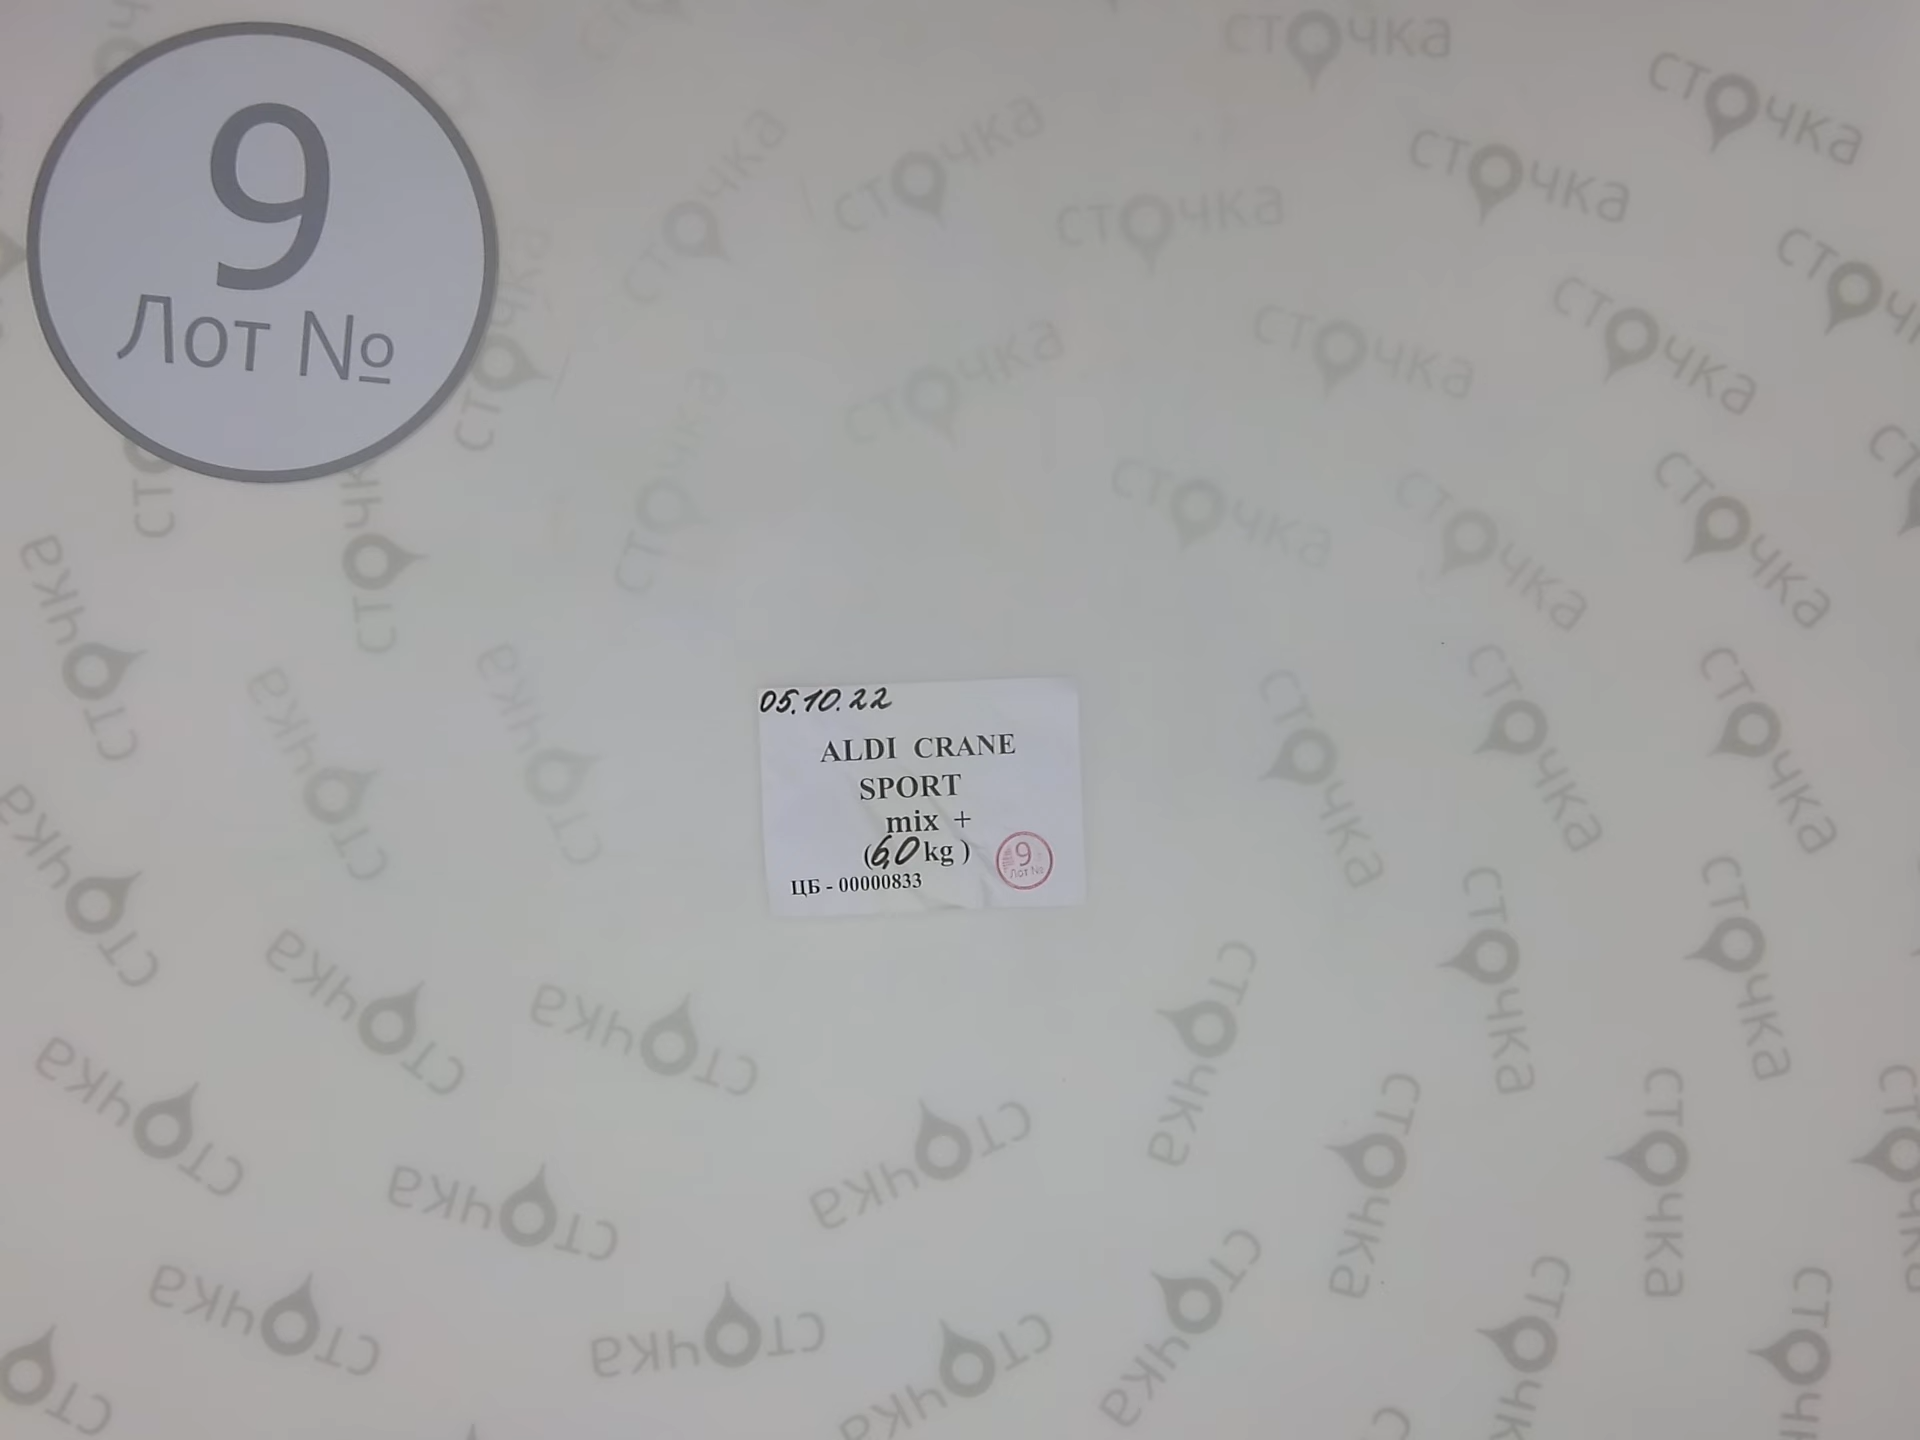 9
Лот №
05.10.22
ALDI CRANE
SPORT
mix +
(6,0 kg )
ЦБ - 00000833
9
Лот №
сточка